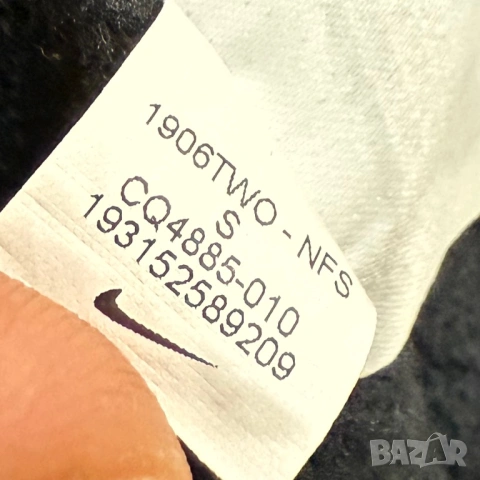 1906TWO - NFS
S
CQ4885-010
193152589209
BAZAR